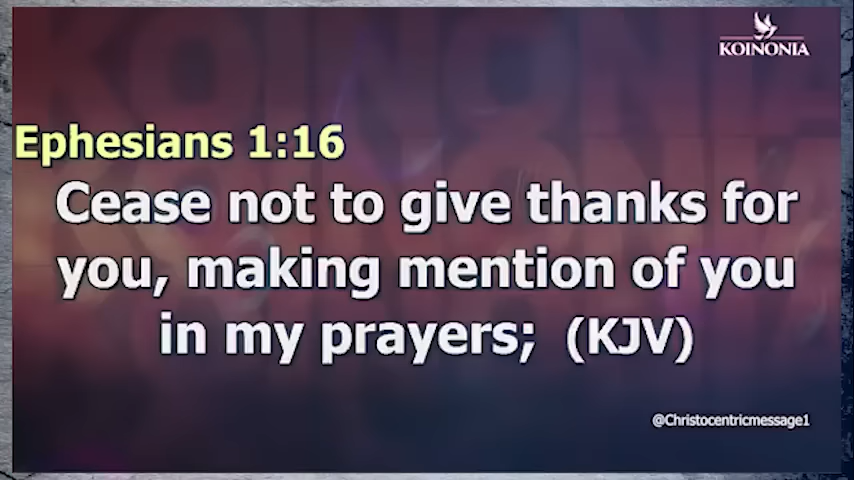 KOINONIA
Ephesians 1:16
Cease not to give thanks for
you, making mention of you
in my prayers; (KJV)
@Christocentricmessage1